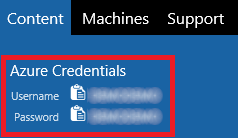 Content Machines Support
Azure Credentials
Username
Password